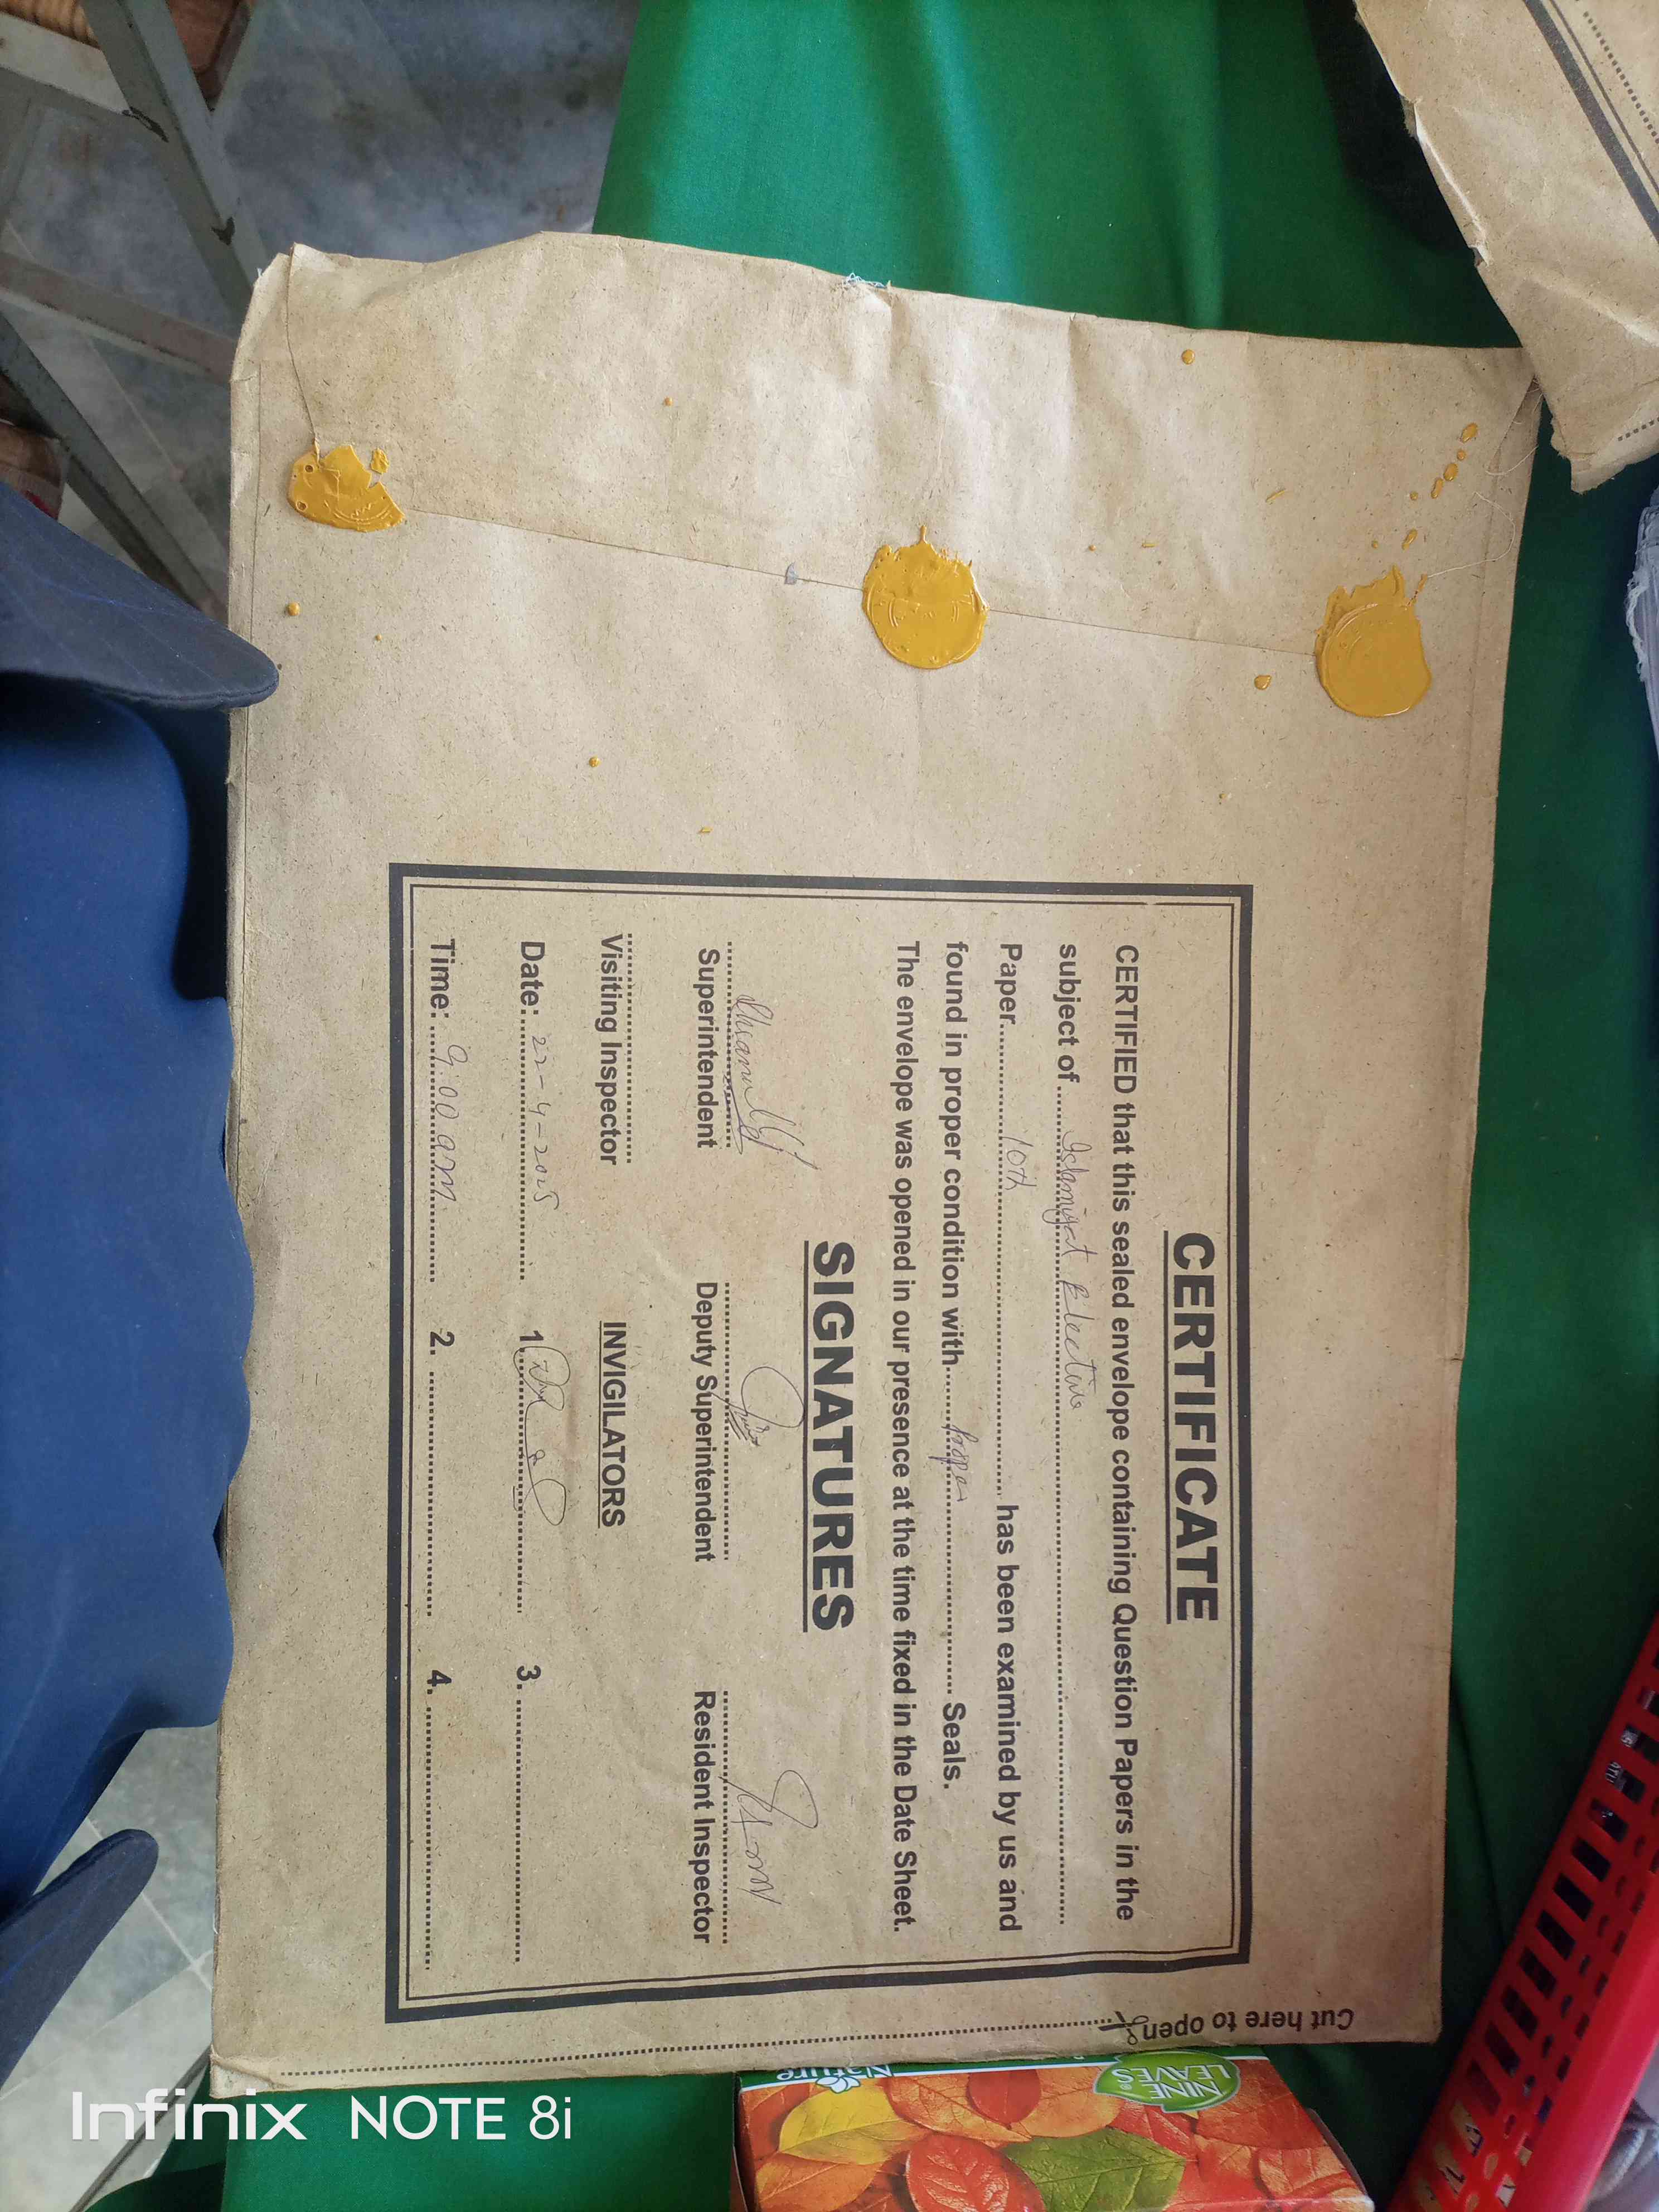 CERTIFICATE
CERTIFIED that this sealed envelope containing Question Papers in the
subject of ........ Islamiyat Elective ........
Paper........ 10th ........ has been examined by us and
found in proper condition with........ proper ........ Seals.
The envelope was opened in our presence at the time fixed in the Date Sheet.
SIGNATURES
Superintendent Deputy Superintendent Resident Inspector
Visiting Inspector INVIGILATORS
Date: 22-4-2025 1. 3.
Time: 9:00 am 2. 4.
Cut here to open
NINE LEAVES
Nature
Infinix NOTE 8i